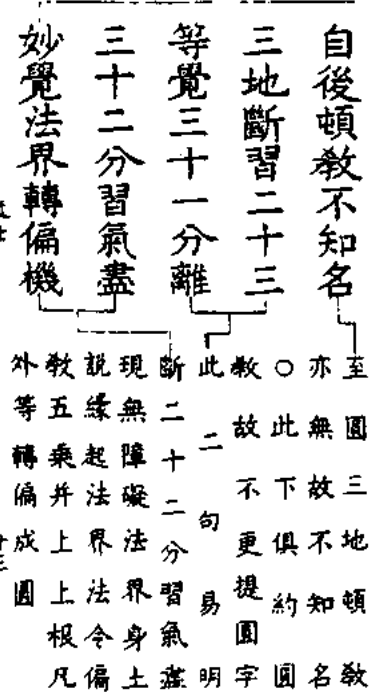 自後頓教不知名
三地斷習二十三
等覺三十一分離
三十二分習氣盡
妙覺法界轉偏機
至圓三地頓教
亦無故不知名
○此下俱約圓
教故不更提圓字
此二句易明
斷二十二分習氣盡
現無障礙法界身土
說緣起法界法令偏
教五乘并上上根凡
外等轉偏成圓